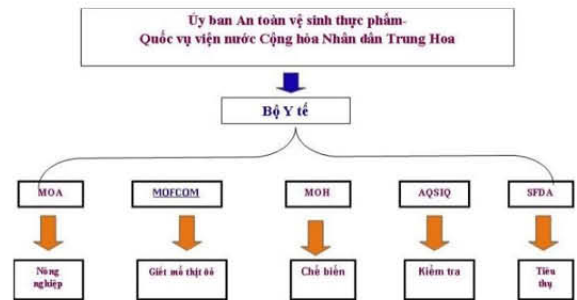 Ủy ban An toàn vệ sinh thực phẩm-
Quốc vụ viện nước Cộng hòa Nhân dân Trung Hoa
Bộ Y tế
MOA
MOFCOM
MOH
AQSIQ
SFDA
Nông
nghiệp
Giết mổ thịt đỏ
Chế biến
Kiểm tra
Tiêu
thụ